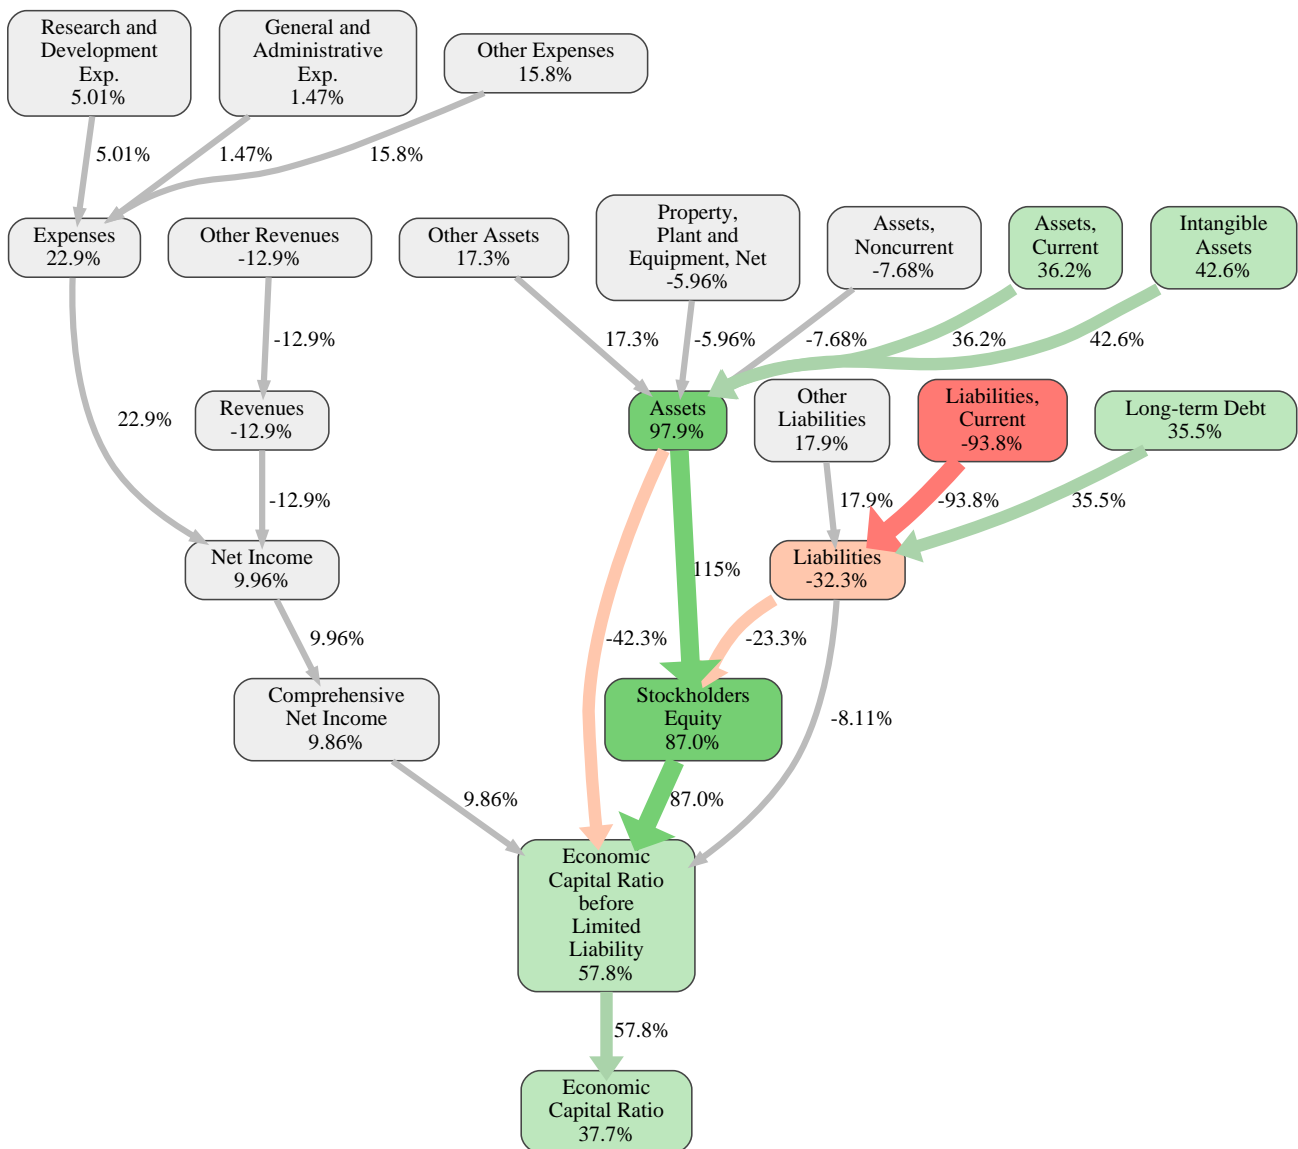 Research and
Development
Exp.
5.01%
General and
Administrative
Exp.
1.47%
Other Expenses
15.8%
5.01%
1.47%
15.8%
Expenses
22.9%
Other Revenues
-12.9%
Other Assets
17.3%
Property,
Plant and
Equipment, Net
-5.96%
Assets,
Noncurrent
-7.68%
Assets,
Current
36.2%
Intangible
Assets
42.6%
-12.9%
17.3%
-5.96%
-7.68%
36.2%
42.6%
22.9%
Revenues
-12.9%
Assets
97.9%
Other
Liabilities
17.9%
Liabilities,
Current
-93.8%
Long-term Debt
35.5%
-12.9%
17.9%
-93.8%
35.5%
Net Income
9.96%
115%
Liabilities
-32.3%
9.96%
-42.3%
-23.3%
Comprehensive
Net Income
9.86%
Stockholders
Equity
87.0%
-8.11%
9.86%
87.0%
Economic
Capital Ratio
before
Limited
Liability
57.8%
57.8%
Economic
Capital Ratio
37.7%